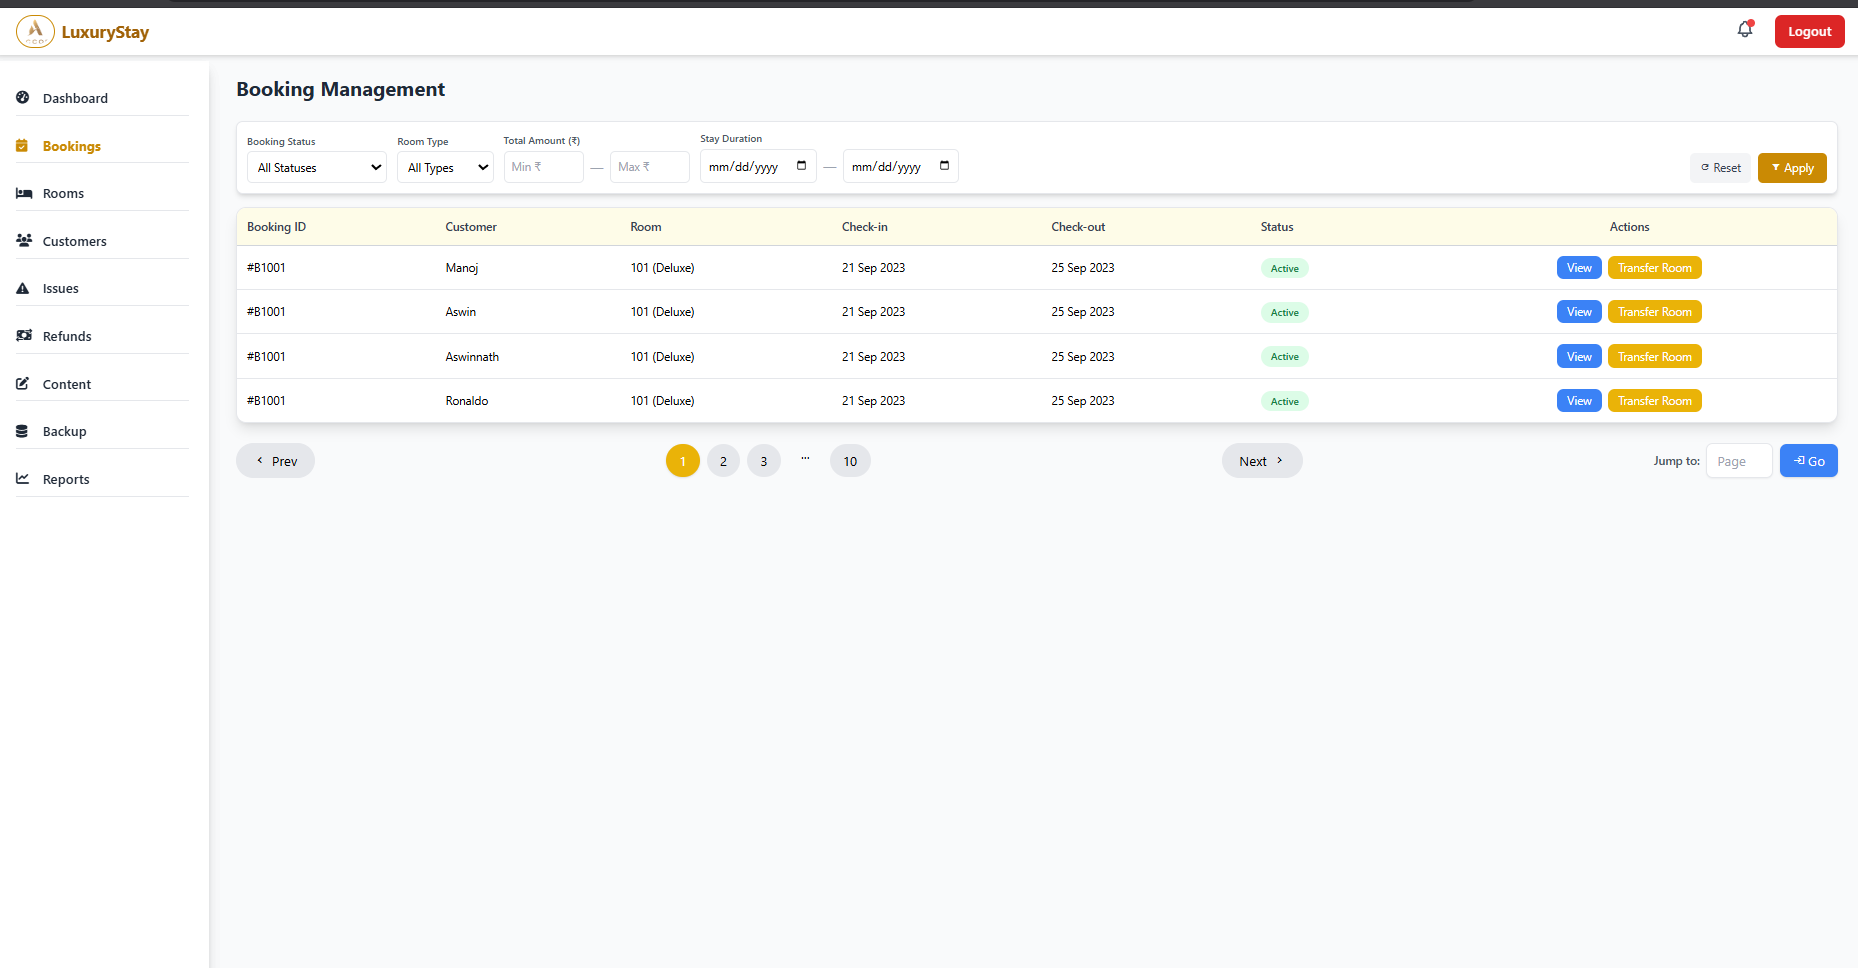 LuxuryStay
Logout
Dashboard
Bookings
Rooms
Customers
Issues
Refunds
Content
Backup
Reports
Booking Management
Booking Status
Room Type
Total Amount (₹)
Stay Duration
All Statuses
All Types
Min ₹ — Max ₹
mm/dd/yyyy — mm/dd/yyyy
Reset
Apply
Booking ID Customer Room Check-in Check-out Status Actions
#B1001 Manoj 101 (Deluxe) 21 Sep 2023 25 Sep 2023 Active View Transfer Room
#B1001 Aswin 101 (Deluxe) 21 Sep 2023 25 Sep 2023 Active View Transfer Room
#B1001 Aswinnath 101 (Deluxe) 21 Sep 2023 25 Sep 2023 Active View Transfer Room
#B1001 Ronaldo 101 (Deluxe) 21 Sep 2023 25 Sep 2023 Active View Transfer Room
Prev 1 2 3 ... 10 Next Jump to: Page Go